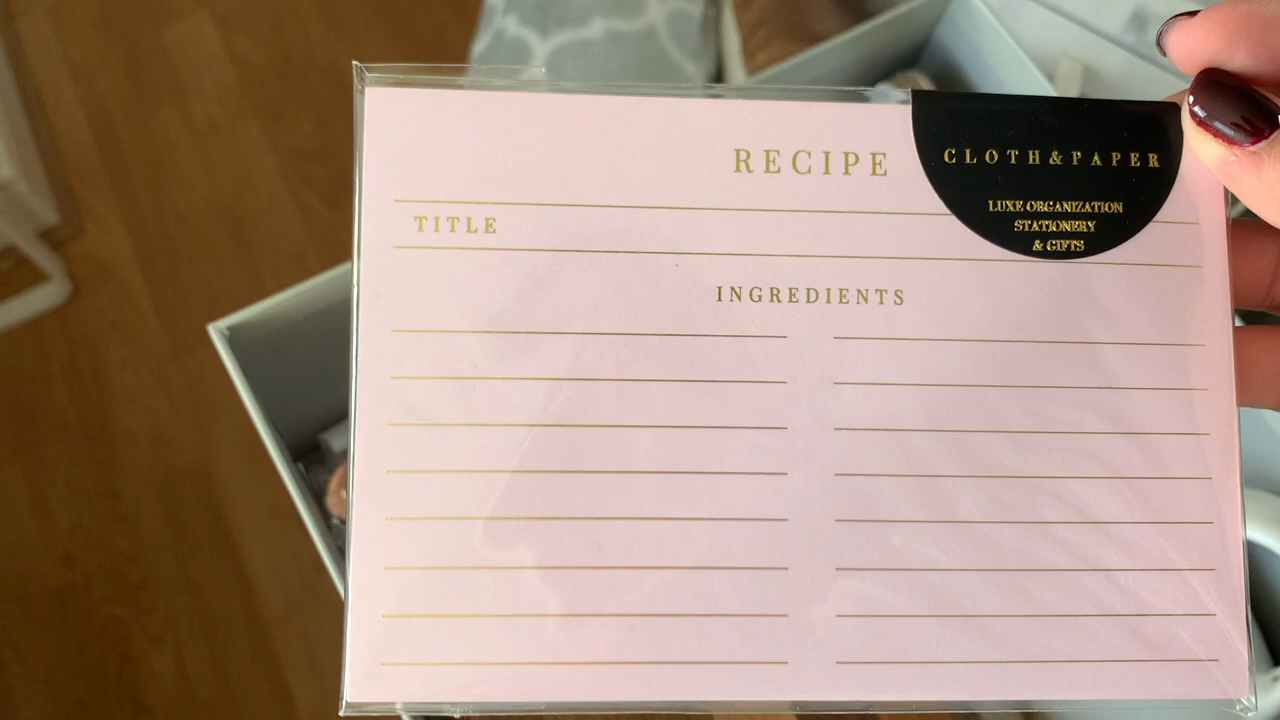 RECIPE
CLOTH&PAPER
LUXE ORGANIZATION
STATIONERY
& GIFTS
TITLE
INGREDIENTS